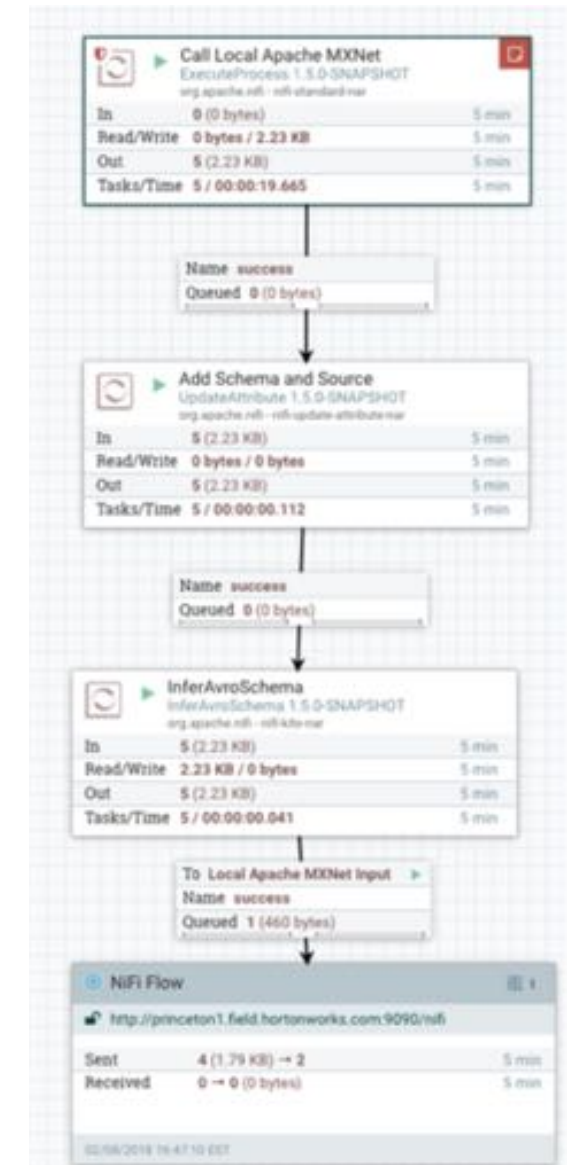 Call Local Apache MXNet
ExecuteProcess 1.5.0-SNAPSHOT
org.apache.nifi - nifi-standard-nar
In 0 (0 bytes) 5 min
Read/Write 0 bytes / 2.23 KB 5 min
Out 5 (2.23 KB) 5 min
Tasks/Time 5 / 00:00:19.665 5 min
Name success
Queued 0 (0 bytes)
Add Schema and Source
UpdateAttribute 1.5.0-SNAPSHOT
org.apache.nifi - nifi-update-attribute-nar
In 5 (2.23 KB) 5 min
Read/Write 0 bytes / 0 bytes 5 min
Out 5 (2.23 KB) 5 min
Tasks/Time 5 / 00:00:00.112 5 min
Name success
Queued 0 (0 bytes)
InferAvroSchema
InferAvroSchema 1.5.0-SNAPSHOT
org.apache.nifi - nifi-kite-nar
In 5 (2.23 KB) 5 min
Read/Write 2.23 KB / 0 bytes 5 min
Out 5 (2.23 KB) 5 min
Tasks/Time 5 / 00:00:00.041 5 min
To Local Apache MXNet Input
Name success
Queued 1 (460 bytes)
NiFi Flow 1
http://princeton1.field.hortonworks.com:9090/nifi
Sent 4 (1.79 KB) → 2 5 min
Received 0 → 0 (0 bytes) 5 min
02/08/2018 16:47:10 EST